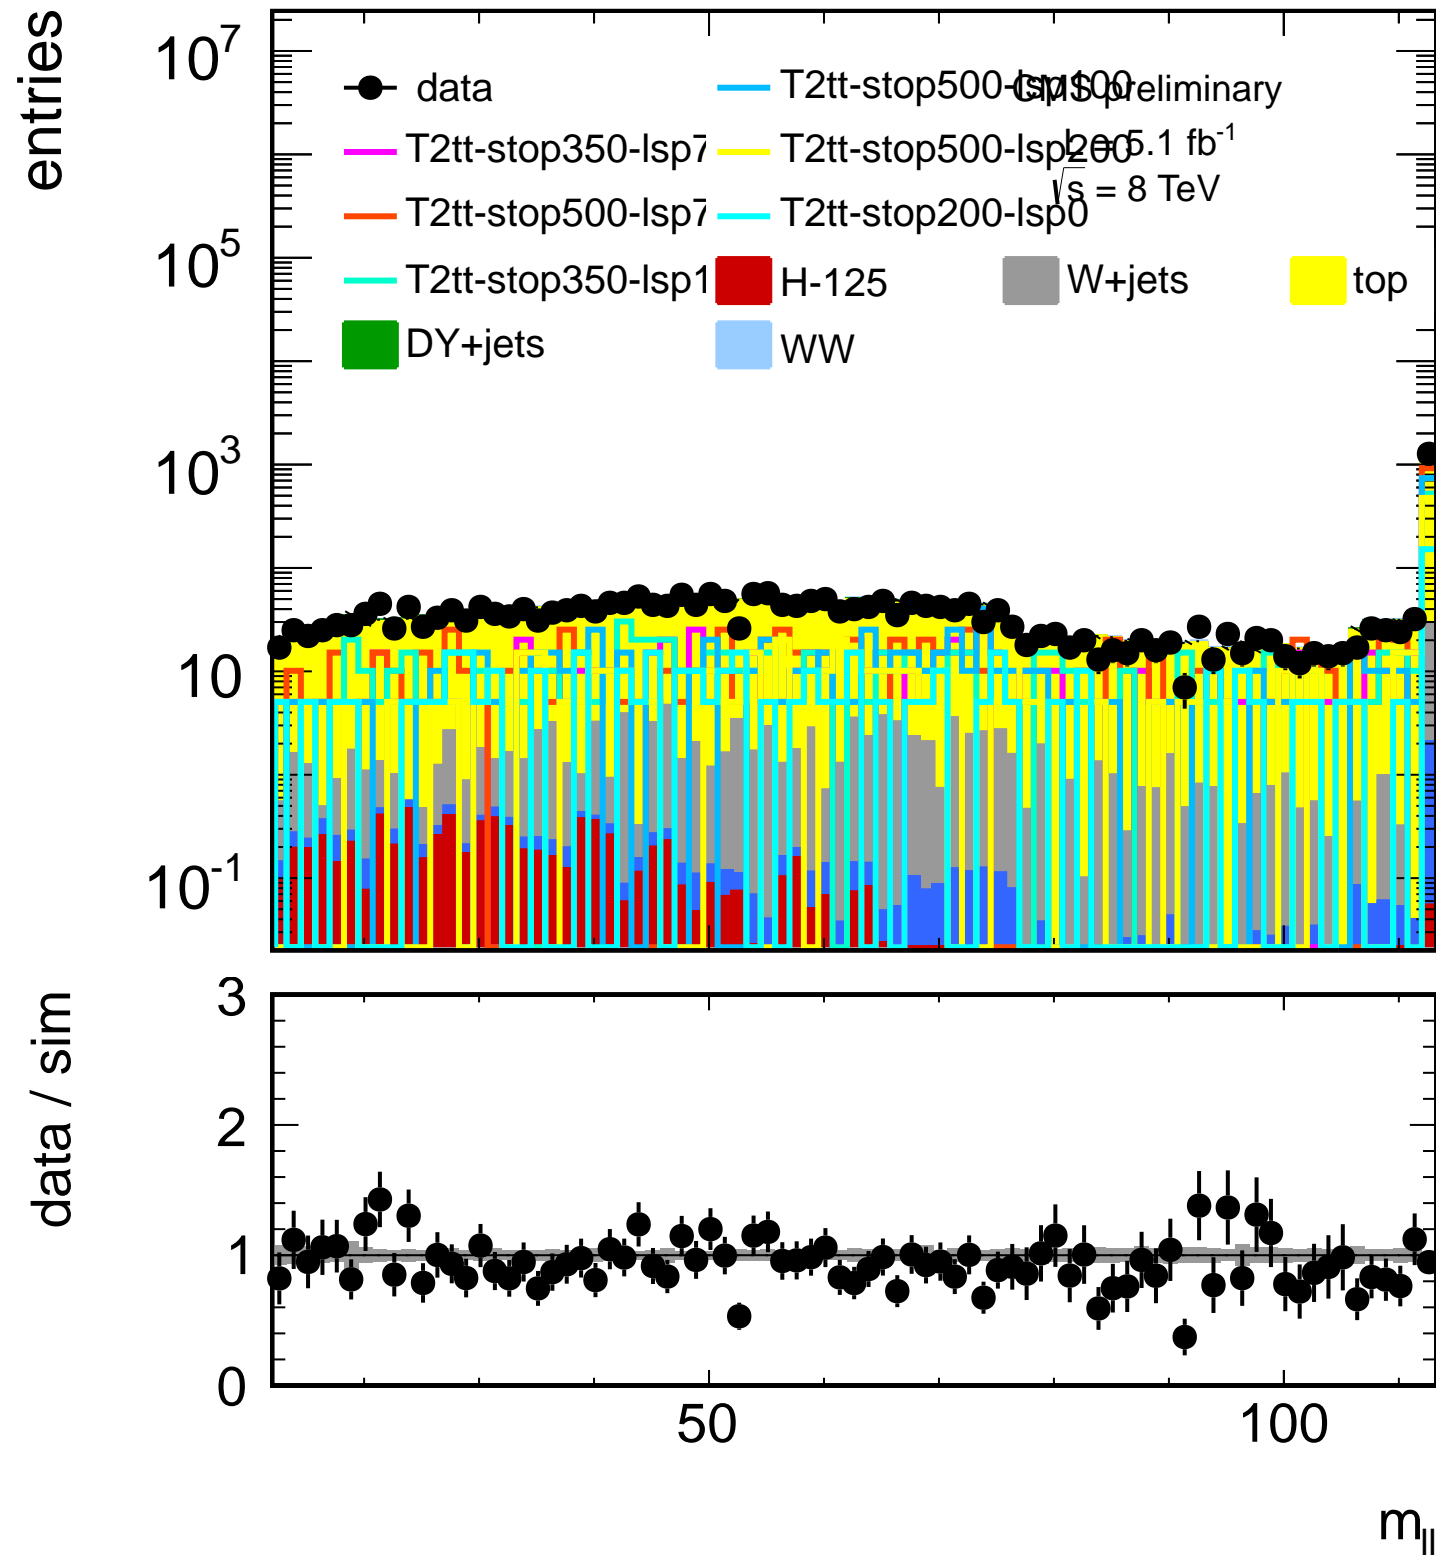 entries
10^7
10^5
10^3
10
10^-1
data
T2tt-stop500-lsp100
CMS preliminary
T2tt-stop350-lsp7
T2tt-stop500-lsp200
L = 5.1 fb^-1
T2tt-stop500-lsp7
T2tt-stop200-lsp0
√s = 8 TeV
T2tt-stop350-lsp1
H-125
W+jets
top
DY+jets
WW
data / sim
3
2
1
0
50
100
m_ll